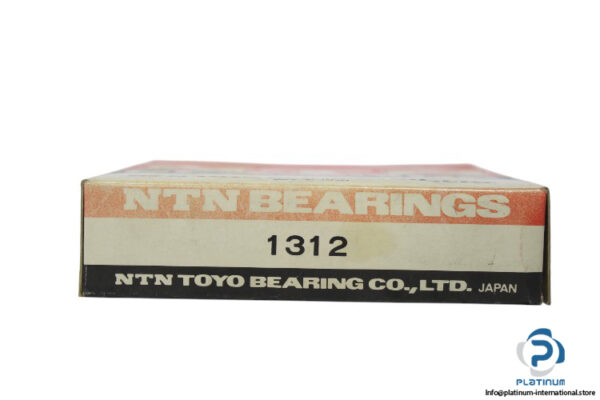 NTN BEARINGS
1312
NTN TOYO BEARING CO., LTD. JAPAN
PLATINUM
Info@platinum-international.store